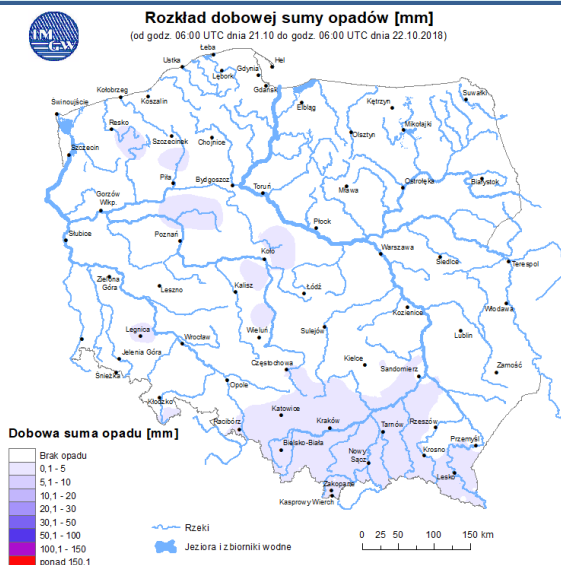 IM
GW
Rozkład dobowej sumy opadów [mm]
(od godz. 06:00 UTC dnia 21.10 do godz. 06:00 UTC dnia 22.10.2018)
Łeba
Ustka
Lębork
Gdynia
Hel
Gdańsk
Kołobrzeg
Koszalin
Świnoujście
Elbląg
Kętrzyn
Suwałki
Resko
Szczecinek
Chojnice
Olsztyn
Mikołajki
Szczecin
Piła
Bydgoszcz
Toruń
Mława
Ostrołęka
Białystok
Gorzów
Wlkp.
Płock
Słubice
Poznań
Koło
Warszawa
Siedlce
Terespol
Zielona
Góra
Leszno
Kalisz
Łódź
Kozienice
Włodawa
Legnica
Wrocław
Wieluń
Sulejów
Lublin
Jelenia Góra
Śnieżka
Częstochowa
Kielce
Sandomierz
Zamość
Opole
Kłodzko
Racibórz
Katowice
Kraków
Tarnów
Rzeszów
Przemyśl
Bielsko-Biała
Nowy
Sącz
Krosno
Lesko
Zakopane
Kasprowy Wierch
Dobowa suma opadu [mm]
Brak opadu
0,1 - 5
5,1 - 10
10,1 - 20
20,1 - 30
30,1 - 50
50,1 - 100
100,1 - 150
ponad 150,1
Rzeki
Jeziora i zbiorniki wodne
0 25 50 100 150 km